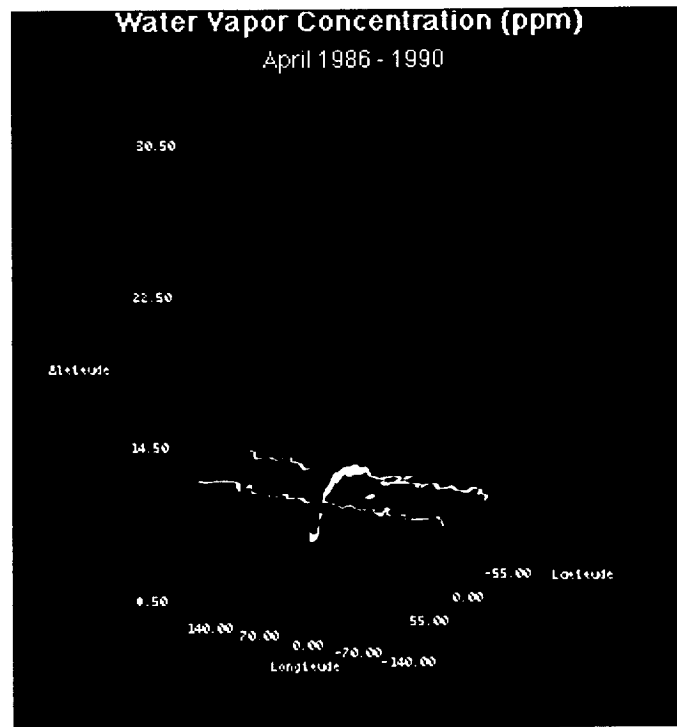 Water Vapor Concentration (ppm)
April 1986 - 1990
30.50
22.50
Altitude
14.50
-55.00 Latitude
0.00
6.50
55.00
140.00 70.00 0.00 -70.00 -140.00
Longitude